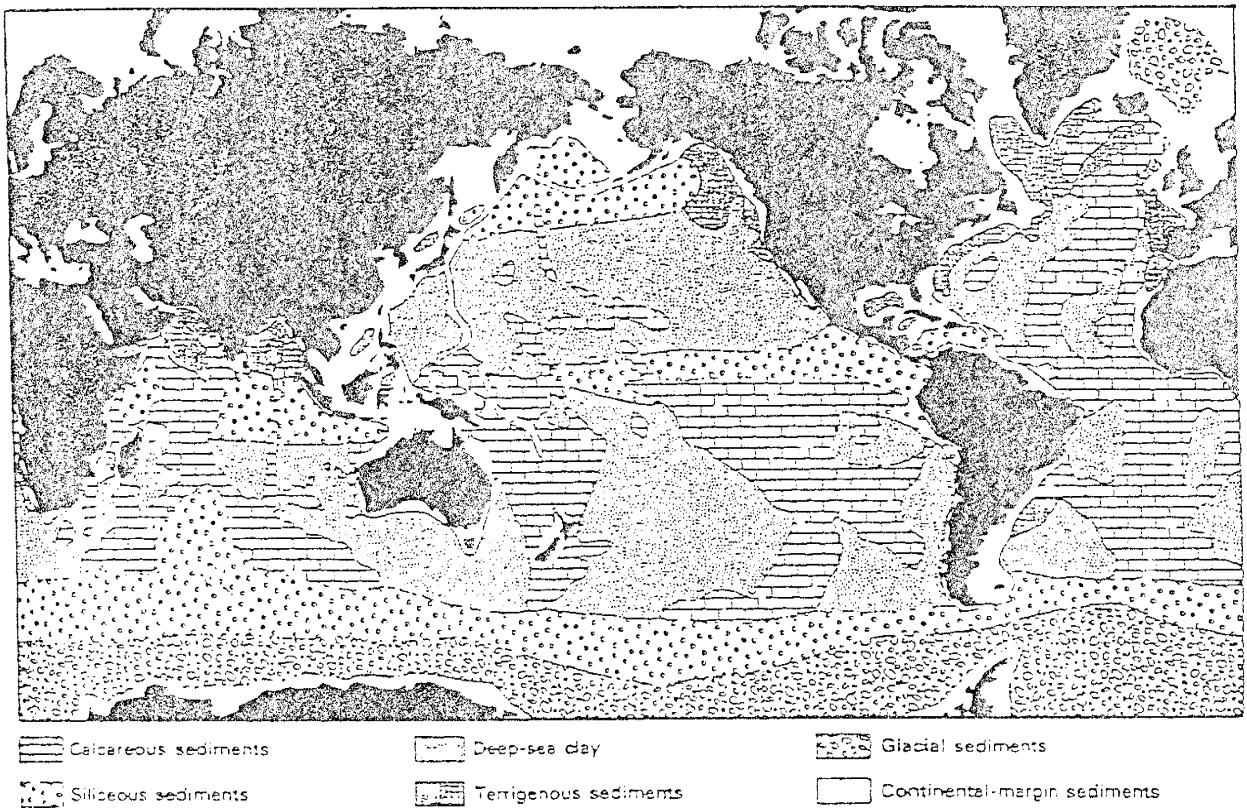 Calcareous sediments
Deep-sea clay
Glacial sediments
Siliceous sediments
Terrigenous sediments
Continental-margin sediments